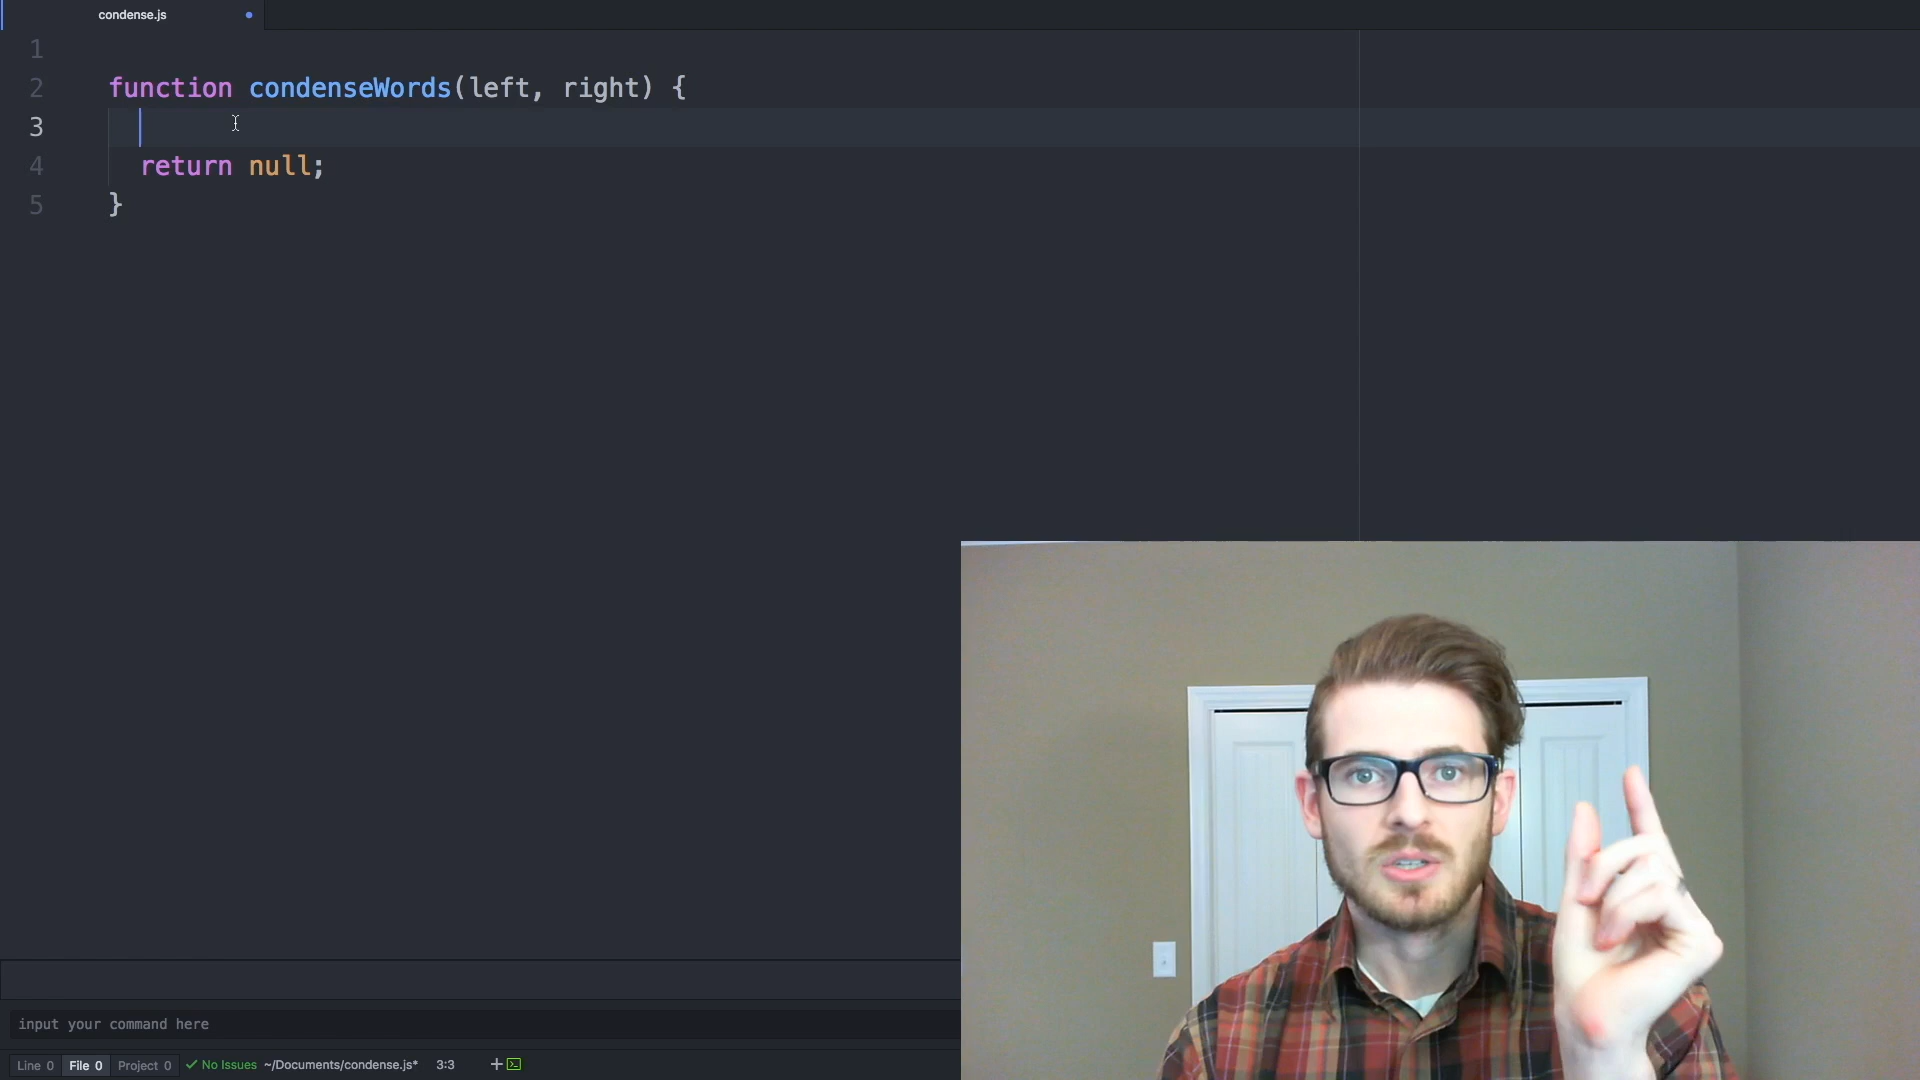 condense.js
1
2 function condenseWords(left, right) {
3
4 return null;
5 }
input your command here
Line 0 File 0 Project 0 No Issues ~/Documents/condense.js* 3:3